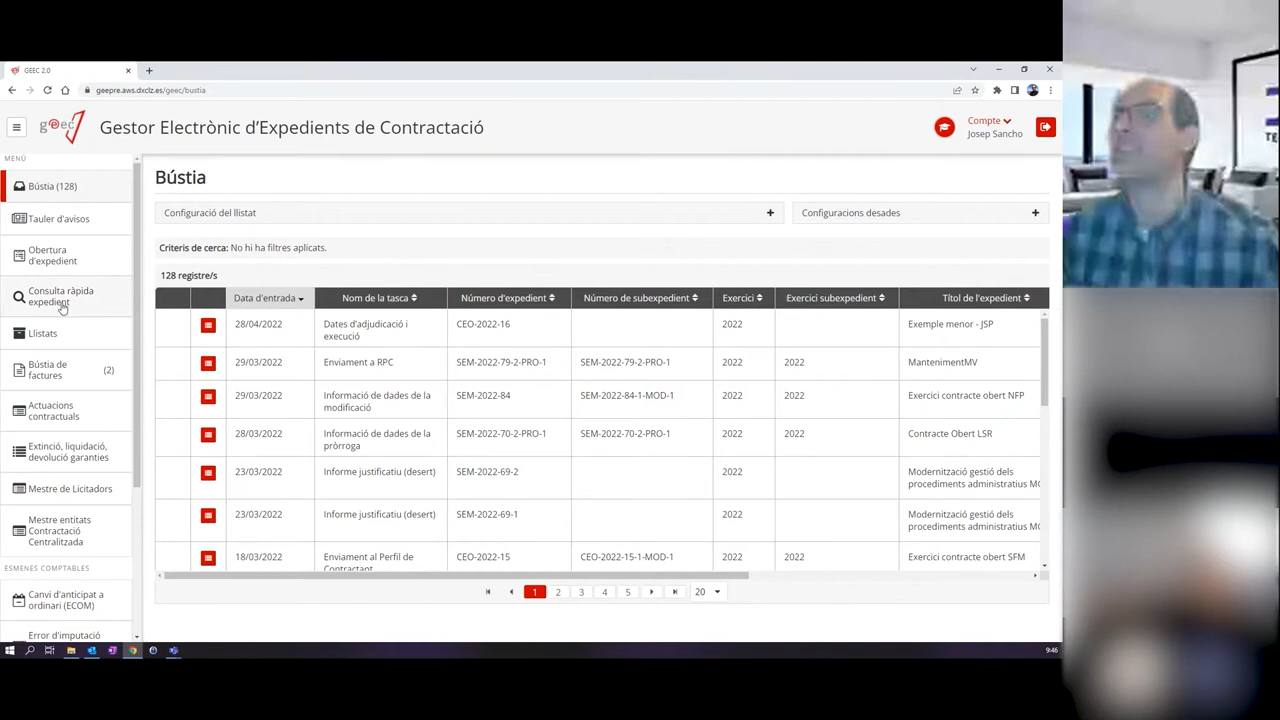 GEEC 2.0
geepre.aws.dxclz.es/geec/bustia
geec
Gestor Electrònic d'Expedients de Contractació
Compte
Josep Sancho
TE
MENÚ
Bústia (128)
Tauler d'avisos
Obertura
d'expedient
Consulta ràpida
expedient
Llistats
Bústia de
factures
(2)
Actuacions
contractuals
Extinció, liquidació,
devolució garanties
Mestre de Licitadors
Mestre entitats
Contractació
Centralitzada
ESMENES COMPTABLES
Canvi d'anticipat a
ordinari (ECOM)
Error d'imputació
Bústia
Configuració del llistat
Configuracions desades
Criteris de cerca: No hi ha filtres aplicats.
128 registre/s
Data d'entrada Nom de la tasca Número d'expedient Número de subexpedient Exercici Exercici subexpedient Títol de l'expedient
28/04/2022 Dates d'adjudicació i CEO-2022-16 2022 Exemple menor - JSP
execució
29/03/2022 Enviament a RPC SEM-2022-79-2-PRO-1 SEM-2022-79-2-PRO-1 2022 2022 MantenimentMV
29/03/2022 Informació de dades de la SEM-2022-84 SEM-2022-84-1-MOD-1 2022 2022 Exercici contracte obert NFP
modificació
28/03/2022 Informació de dades de la SEM-2022-70-2-PRO-1 SEM-2022-70-2-PRO-1 2022 2022 Contracte Obert LSR
pròrroga
23/03/2022 Informe justificatiu (desert) SEM-2022-69-2 2022 Modernització gestió dels
procediments administratius MO
23/03/2022 Informe justificatiu (desert) SEM-2022-69-1 2022 Modernització gestió dels
procediments administratius MO
18/03/2022 Enviament al Perfil de CEO-2022-15 CEO-2022-15-1-MOD-1 2022 2022 Exercici contracte obert SFM
Contractant
1 2 3 4 5 20
9:46